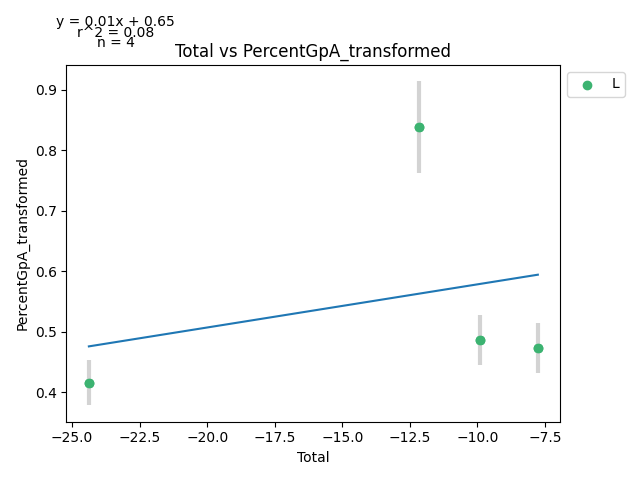 y = 0.01x + 0.65
r^2 = 0.08
n = 4
Total vs PercentGpA_transformed
L
PercentGpA_transformed
0.9
0.8
0.7
0.6
0.5
0.4
−25.0 −22.5 −20.0 −17.5 −15.0 −12.5 −10.0 −7.5
Total